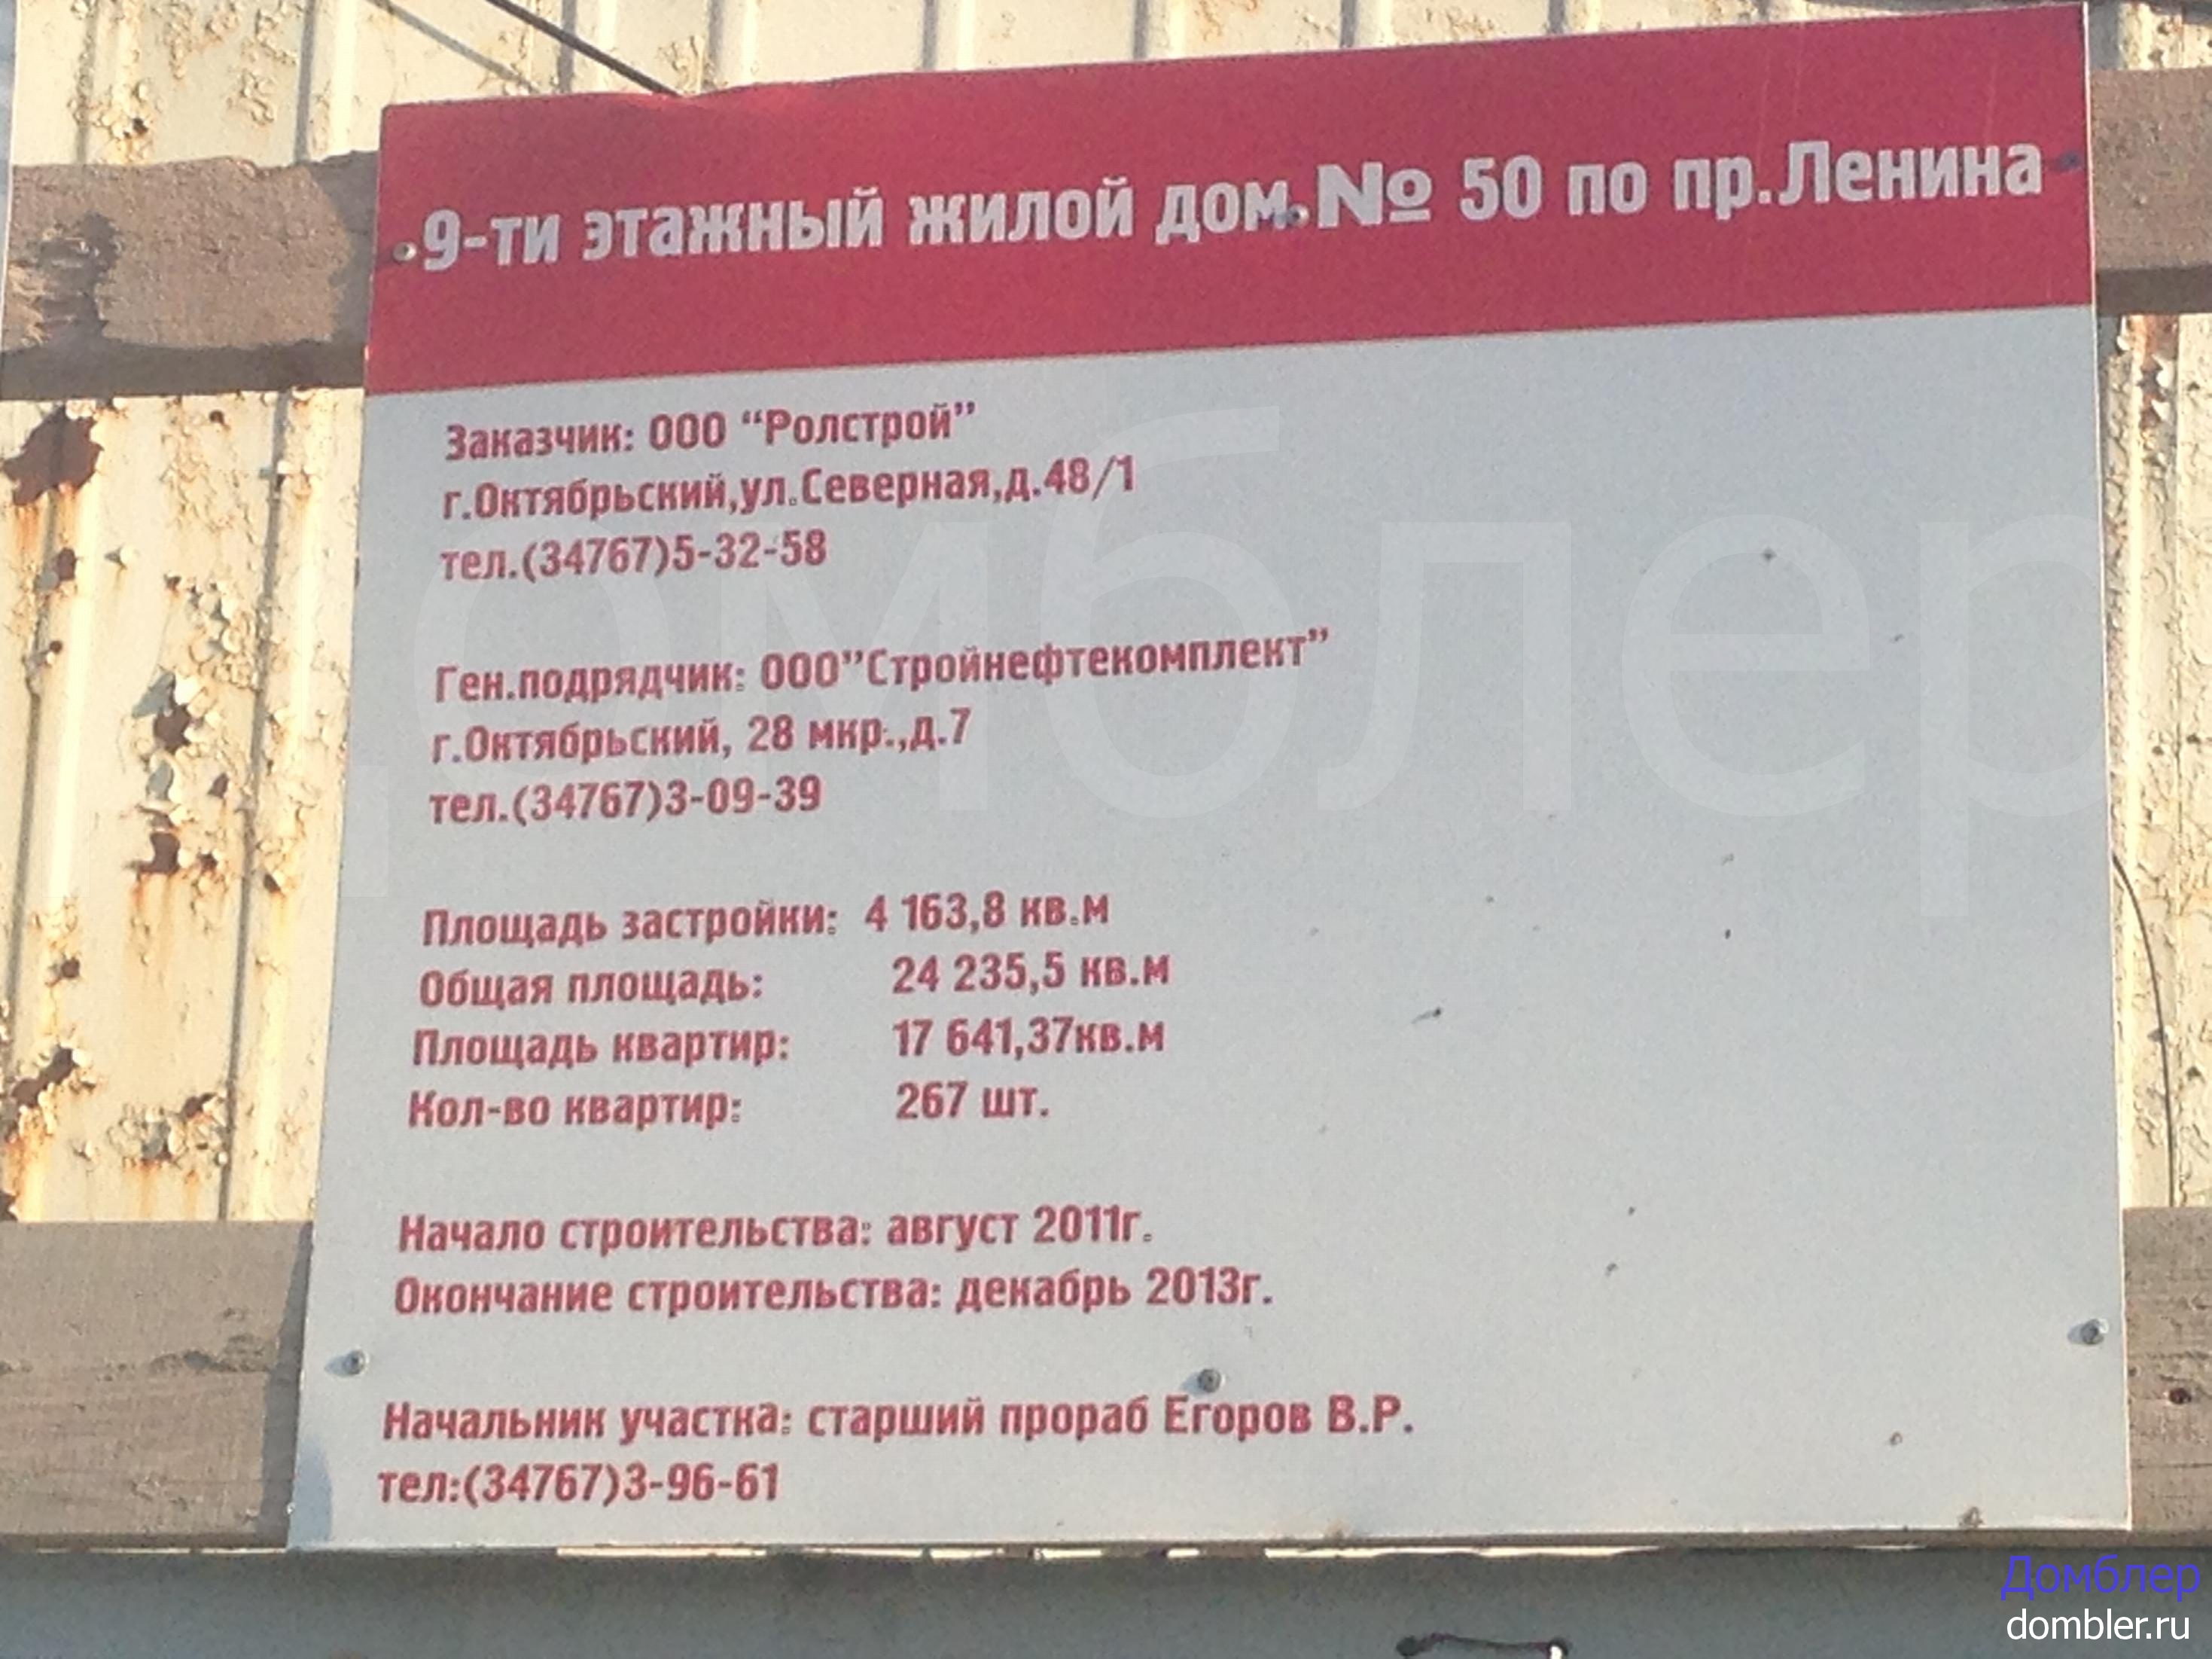 9-ти этажный жилой дом № 50 по пр.Ленина
Заказчик: ООО “Ролстрой”
г.Октябрьский,ул.Северная,д.48/1
тел.(34767)5-32-58
Ген.подрядчик: ООО”Стройнефтекомплект”
г.Октябрьский, 28 мкр.,д.7
тел.(34767)3-09-39
Площадь застройки: 4 163,8 кв.м
Общая площадь: 24 235,5 кв.м
Площадь квартир: 17 641,37кв.м
Кол-во квартир: 267 шт.
Начало строительства: август 2011г.
Окончание строительства: декабрь 2013г.
Начальник участка: старший прораб Егоров В.Р.
тел:(34767)3-96-61
Домблер
Домблер
dombler.ru